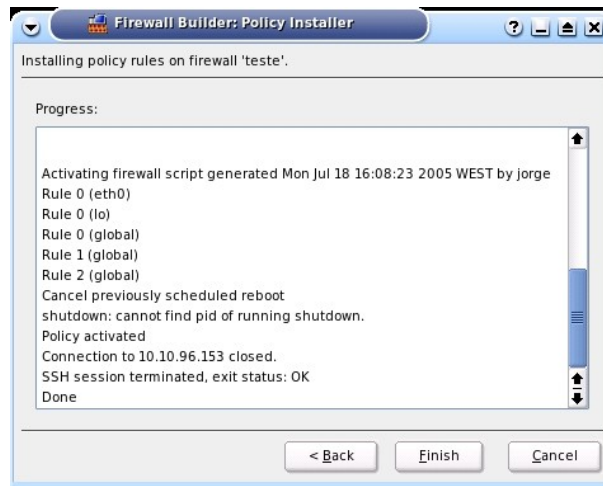 Firewall Builder: Policy Installer
Installing policy rules on firewall 'teste'.
Progress:
Activating firewall script generated Mon Jul 18 16:08:23 2005 WEST by jorge
Rule 0 (eth0)
Rule 0 (lo)
Rule 0 (global)
Rule 1 (global)
Rule 2 (global)
Cancel previously scheduled reboot
shutdown: cannot find pid of running shutdown.
Policy activated
Connection to 10.10.96.153 closed.
SSH session terminated, exit status: OK
Done
< Back Finish Cancel